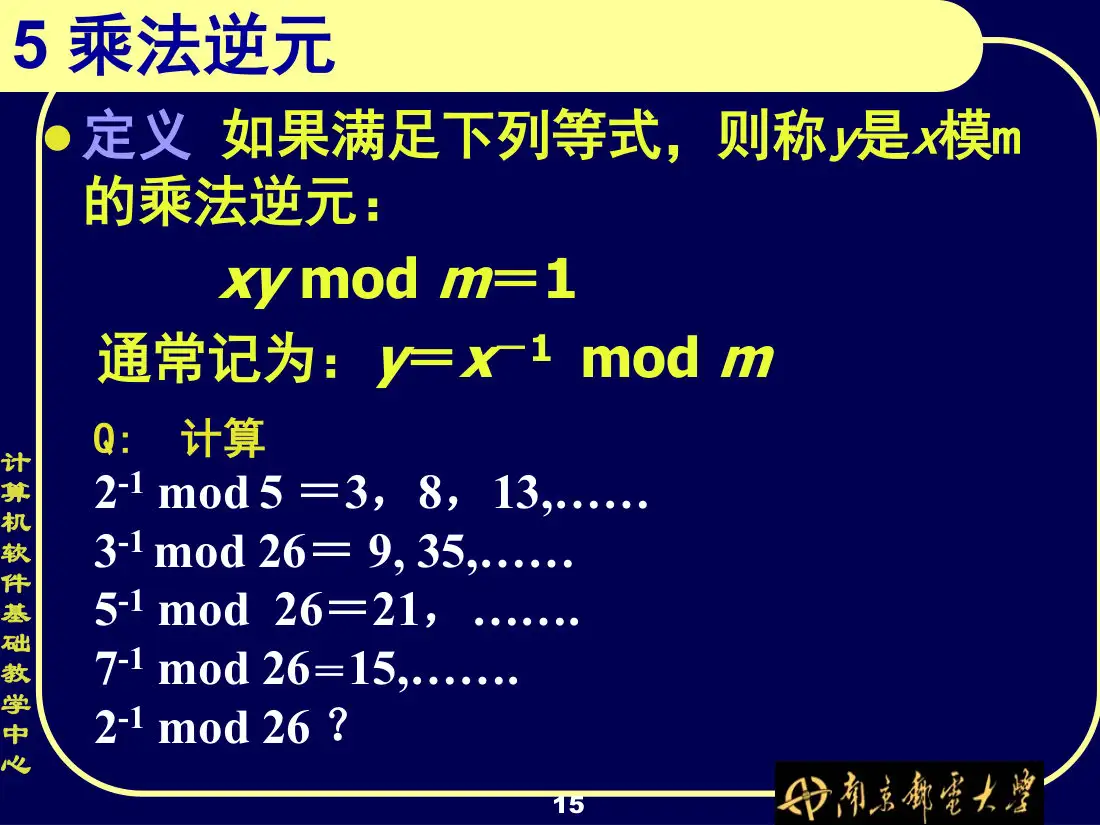 5 乘法逆元
定义 如果满足下列等式，则称y是x模m
的乘法逆元：
xy mod m＝1
通常记为：y＝x⁻¹ mod m
Q: 计算
2⁻¹ mod 5 ＝3，8，13,……
3⁻¹ mod 26＝ 9, 35,……
5⁻¹ mod 26＝21，…….
7⁻¹ mod 26=15,…….
2⁻¹ mod 26 ？
计算机软件基础教学中心
15
南京邮電大学